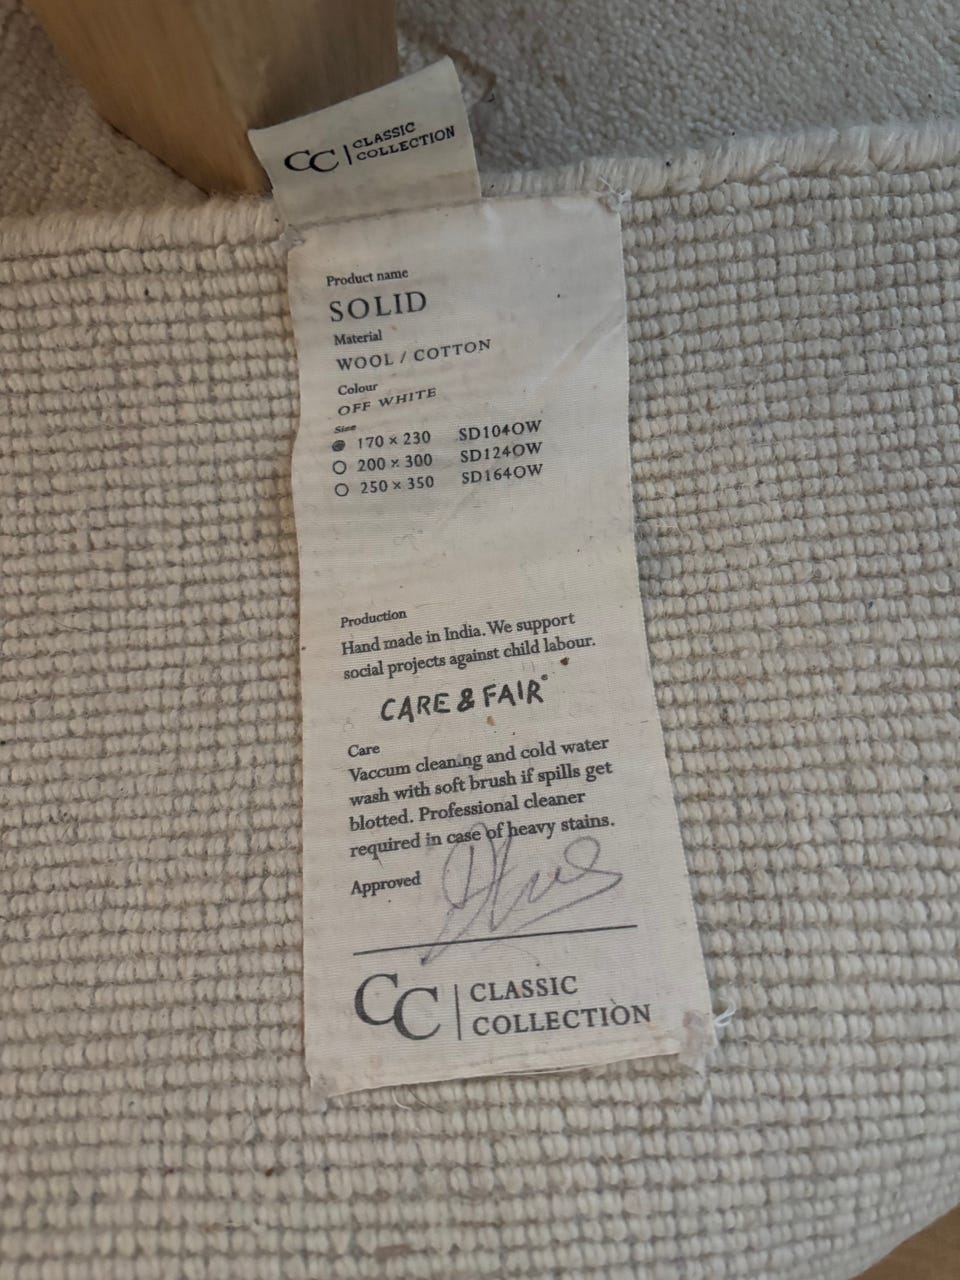 CC | CLASSIC
COLLECTION
Product name
SOLID
Material
WOOL / COTTON
Colour
OFF WHITE
Size
170 × 230 SD104OW
200 × 300 SD124OW
250 × 350 SD164OW
Production
Hand made in India. We support
social projects against child labour.
CARE & FAIR®
Care
Vaccum cleaning and cold water
wash with soft brush if spills get
blotted. Professional cleaner
required in case of heavy stains.
Approved
CC | CLASSIC
COLLECTION